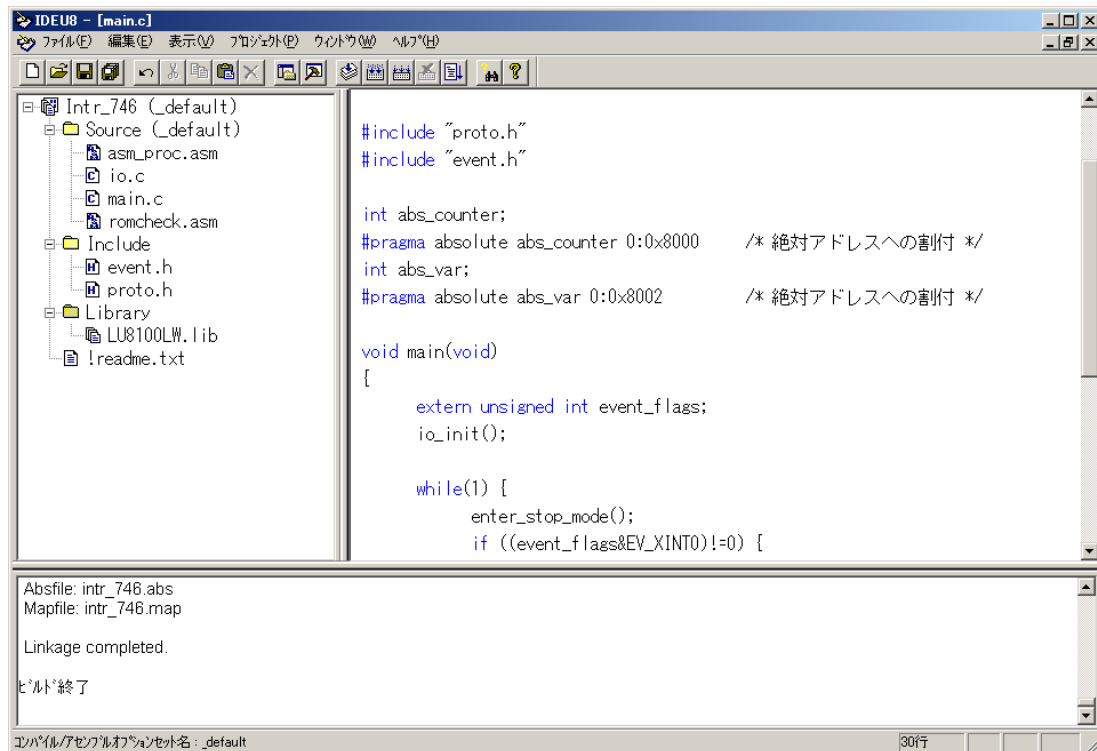 IDEU8 - [main.c]
ﾌｧｲﾙ(F) 編集(E) 表示(V) ﾌﾟﾛｼﾞｪｸﾄ(P) ｳｨﾝﾄﾞｳ(W) ﾍﾙﾌﾟ(H)
Intr_746 (_default)
Source (_default)
asm_proc.asm
io.c
main.c
romcheck.asm
Include
event.h
proto.h
Library
LU8100LW.lib
!readme.txt
#include "proto.h"
#include "event.h"
int abs_counter;
#pragma absolute abs_counter 0:0x8000 /* 絶対アドレスへの割付 */
int abs_var;
#pragma absolute abs_var 0:0x8002 /* 絶対アドレスへの割付 */
void main(void)
{
extern unsigned int event_flags;
io_init();
while(1) {
enter_stop_mode();
if ((event_flags&EV_XINT0)!=0) {
Absfile: intr_746.abs
Mapfile: intr_746.map
Linkage completed.
ﾋﾞﾙﾄﾞ終了
ｺﾝﾊﾟｲﾙ/ｱｾﾝﾌﾞﾙｵﾌﾟｼｮﾝｾｯﾄ名 : _default
30行